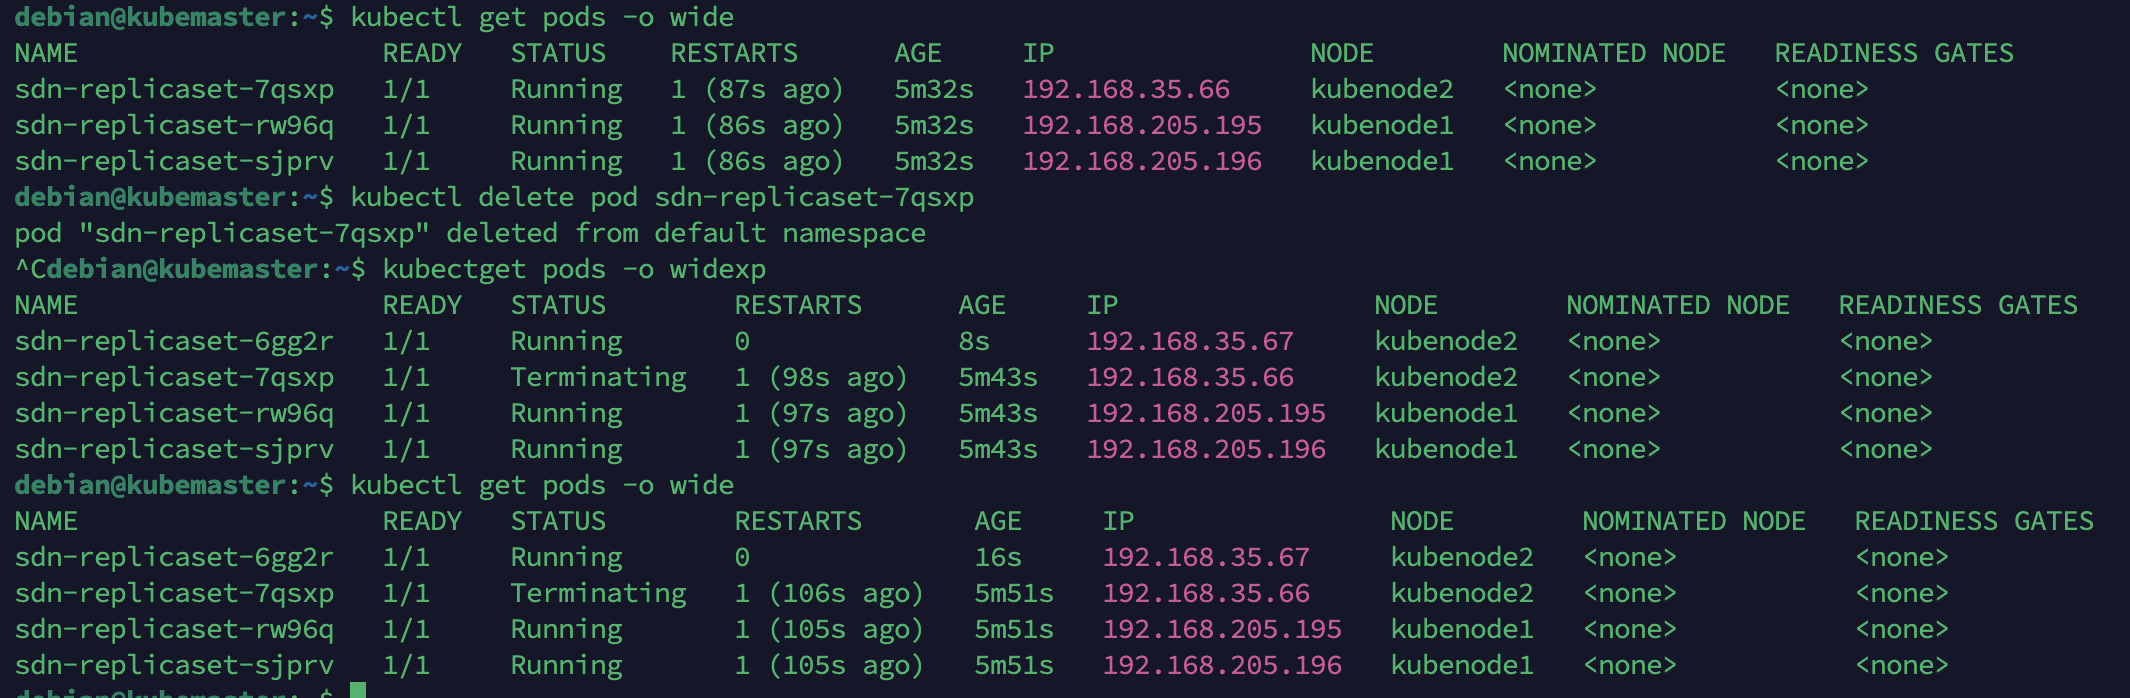 debian@kubemaster:~$ kubectl get pods -o wide
NAME READY STATUS RESTARTS AGE IP NODE NOMINATED NODE READINESS GATES
sdn-replicaset-7qsxp 1/1 Running 1 (87s ago) 5m32s 192.168.35.66 kubenode2 <none> <none>
sdn-replicaset-rw96q 1/1 Running 1 (86s ago) 5m32s 192.168.205.195 kubenode1 <none> <none>
sdn-replicaset-sjprv 1/1 Running 1 (86s ago) 5m32s 192.168.205.196 kubenode1 <none> <none>
debian@kubemaster:~$ kubectl delete pod sdn-replicaset-7qsxp
pod "sdn-replicaset-7qsxp" deleted from default namespace
^Cdebian@kubemaster:~$ kubectget pods -o widexp
NAME READY STATUS RESTARTS AGE IP NODE NOMINATED NODE READINESS GATES
sdn-replicaset-6gg2r 1/1 Running 0 8s 192.168.35.67 kubenode2 <none> <none>
sdn-replicaset-7qsxp 1/1 Terminating 1 (98s ago) 5m43s 192.168.35.66 kubenode2 <none> <none>
sdn-replicaset-rw96q 1/1 Running 1 (97s ago) 5m43s 192.168.205.195 kubenode1 <none> <none>
sdn-replicaset-sjprv 1/1 Running 1 (97s ago) 5m43s 192.168.205.196 kubenode1 <none> <none>
debian@kubemaster:~$ kubectl get pods -o wide
NAME READY STATUS RESTARTS AGE IP NODE NOMINATED NODE READINESS GATES
sdn-replicaset-6gg2r 1/1 Running 0 16s 192.168.35.67 kubenode2 <none> <none>
sdn-replicaset-7qsxp 1/1 Terminating 1 (106s ago) 5m51s 192.168.35.66 kubenode2 <none> <none>
sdn-replicaset-rw96q 1/1 Running 1 (105s ago) 5m51s 192.168.205.195 kubenode1 <none> <none>
sdn-replicaset-sjprv 1/1 Running 1 (105s ago) 5m51s 192.168.205.196 kubenode1 <none> <none>
debian@kubemaster:~$